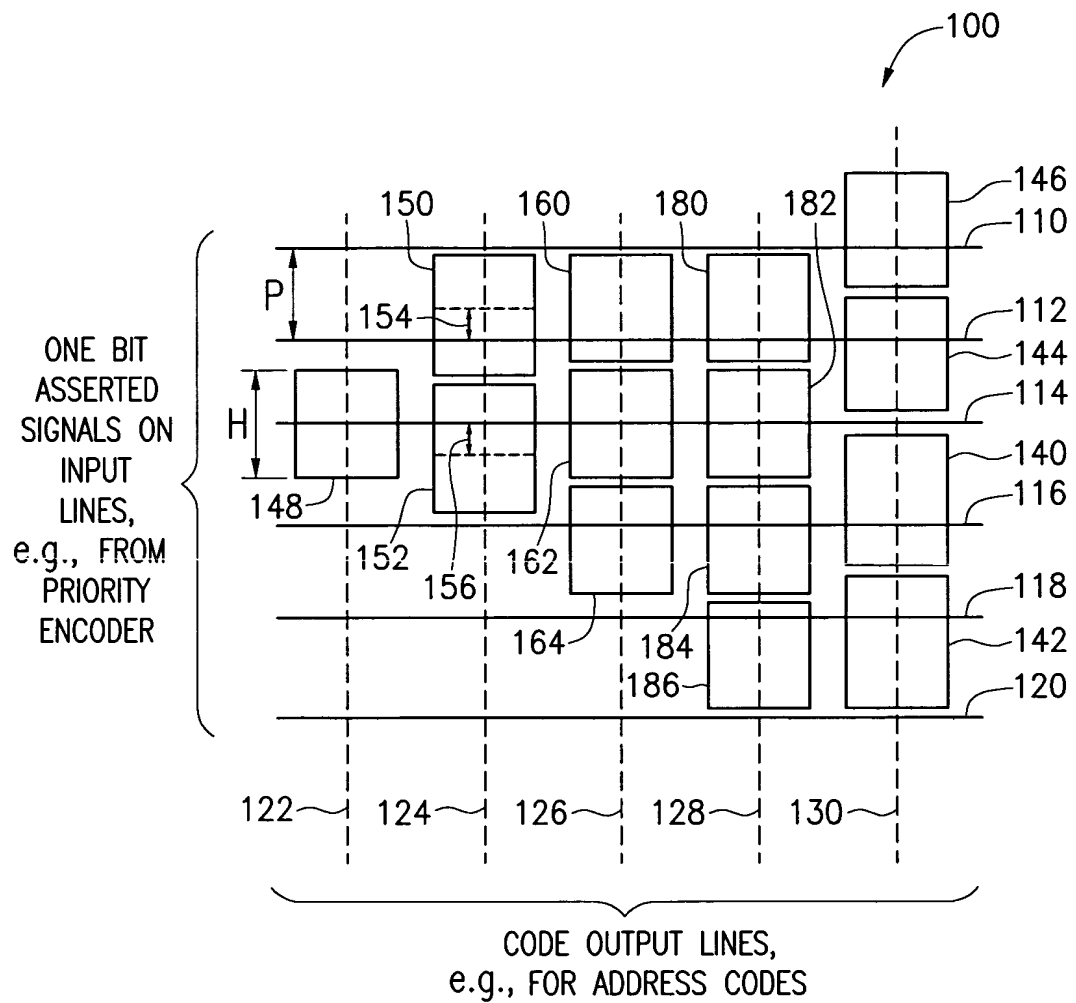 100
150
160
180
182
146
110
P
154
112
144
114
ONE BIT
ASSERTED
SIGNALS ON
INPUT
LINES,
e.g., FROM
PRIORITY
ENCODER
H
140
148
116
152
156
162
118
164
184
142
186
120
122
124
126
128
130
CODE OUTPUT LINES,
e.g., FOR ADDRESS CODES